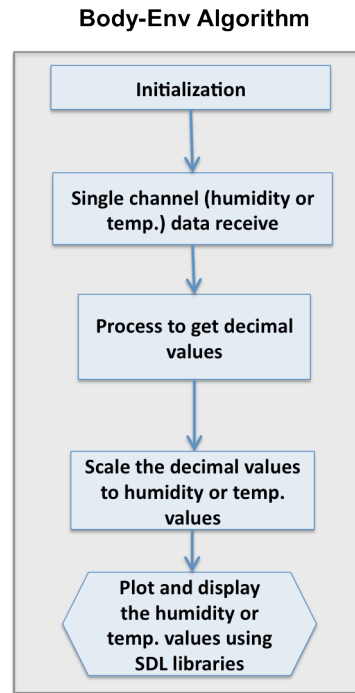 Body-Env Algorithm
Initialization
Single channel (humidity or
temp.) data receive
Process to get decimal
values
Scale the decimal values
to humidity or temp.
values
Plot and display
the humidity or
temp. values using
SDL libraries